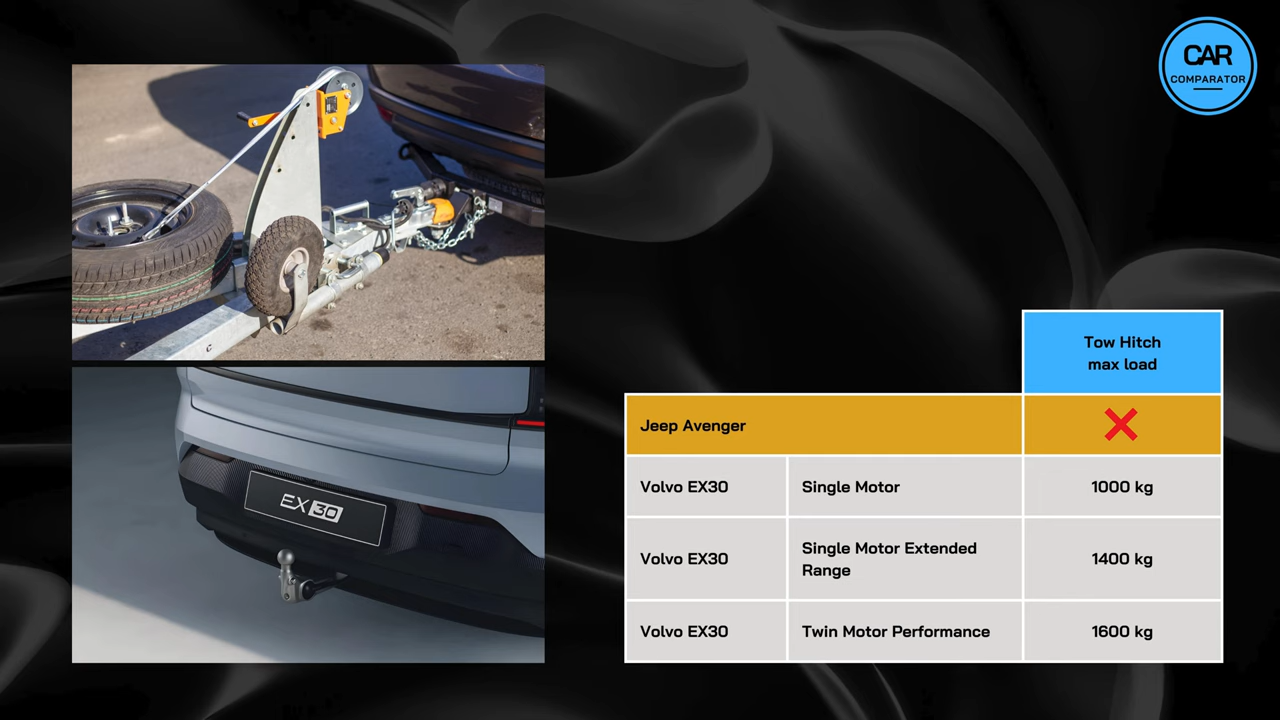 CAR
COMPARATOR
EX30
Tow Hitch
max load
Jeep Avenger
Volvo EX30 Single Motor 1000 kg
Volvo EX30 Single Motor Extended Range 1400 kg
Volvo EX30 Twin Motor Performance 1600 kg